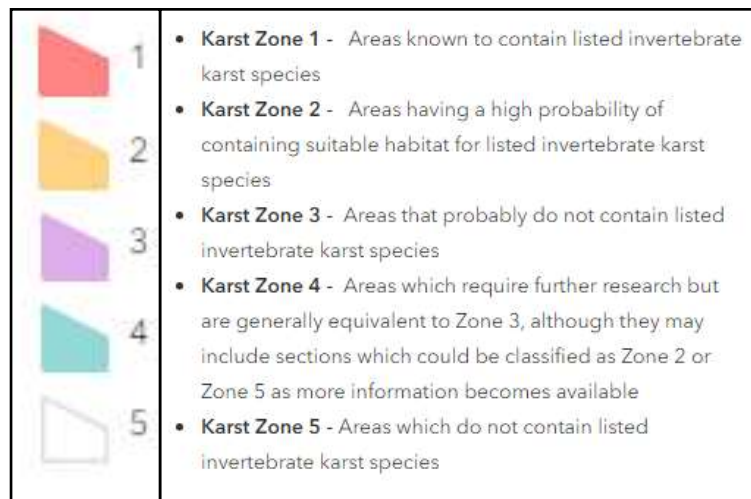 1
2
3
4
5
• Karst Zone 1 - Areas known to contain listed invertebrate
karst species
• Karst Zone 2 - Areas having a high probability of
containing suitable habitat for listed invertebrate karst
species
• Karst Zone 3 - Areas that probably do not contain listed
invertebrate karst species
• Karst Zone 4 - Areas which require further research but
are generally equivalent to Zone 3, although they may
include sections which could be classified as Zone 2 or
Zone 5 as more information becomes available
• Karst Zone 5 - Areas which do not contain listed
invertebrate karst species